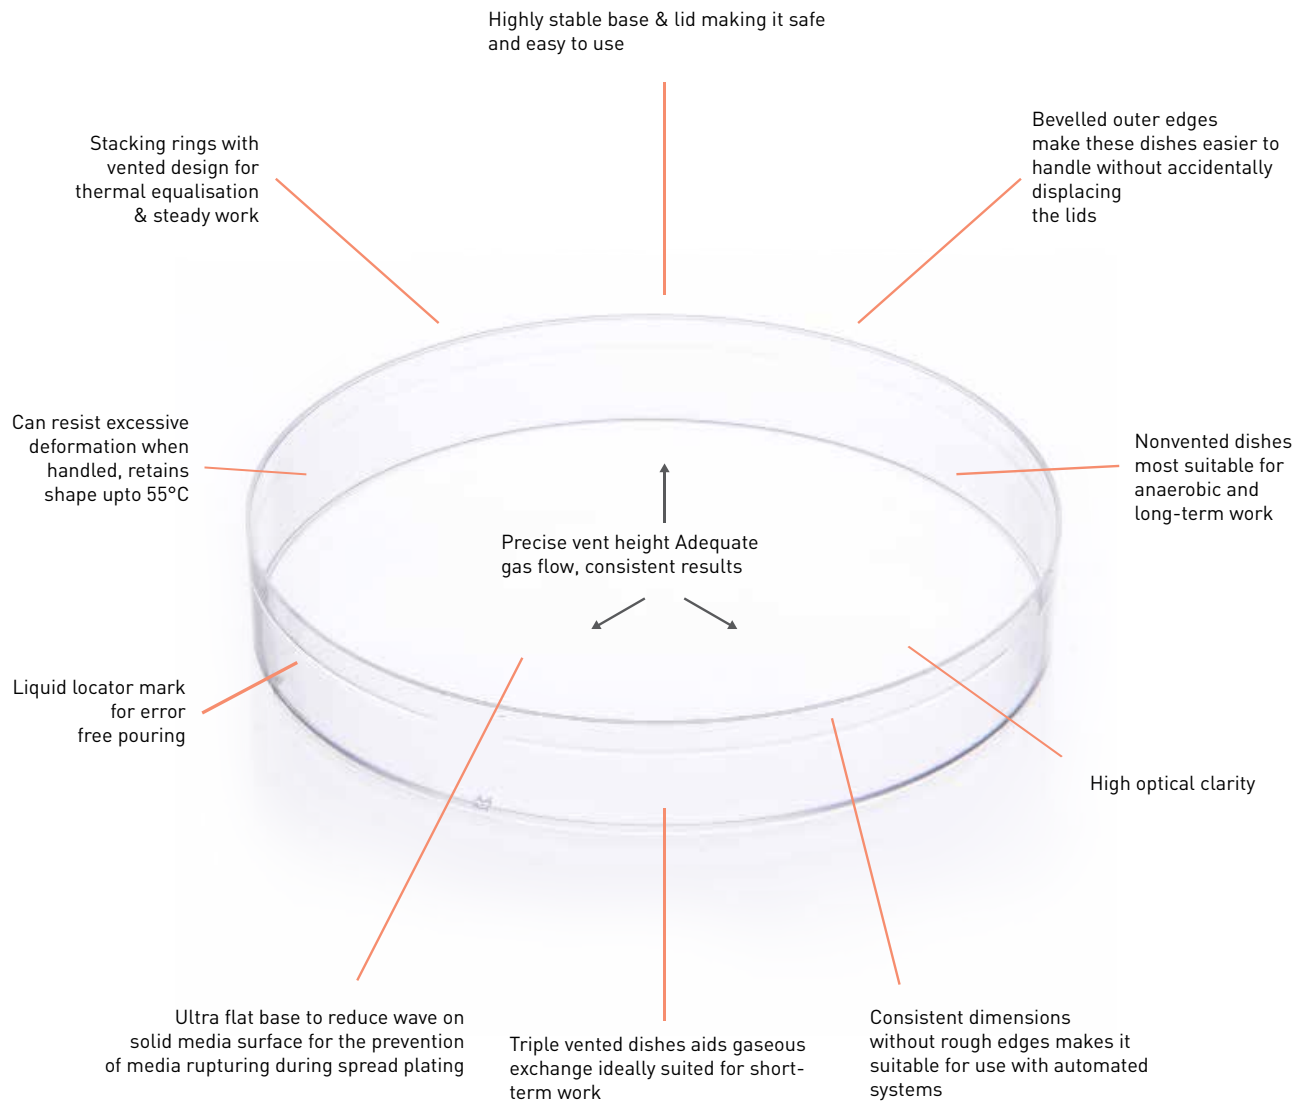 Highly stable base & lid making it safe
and easy to use
Stacking rings with
vented design for
thermal equalisation
& steady work
Bevelled outer edges
make these dishes easier to
handle without accidentally
displacing
the lids
Can resist excessive
deformation when
handled, retains
shape upto 55°C
Nonvented dishes
most suitable for
anaerobic and
long-term work
Precise vent height Adequate
gas flow, consistent results
Liquid locator mark
for error
free pouring
High optical clarity
Ultra flat base to reduce wave on
solid media surface for the prevention
of media rupturing during spread plating
Triple vented dishes aids gaseous
exchange ideally suited for short-
term work
Consistent dimensions
without rough edges makes it
suitable for use with automated
systems